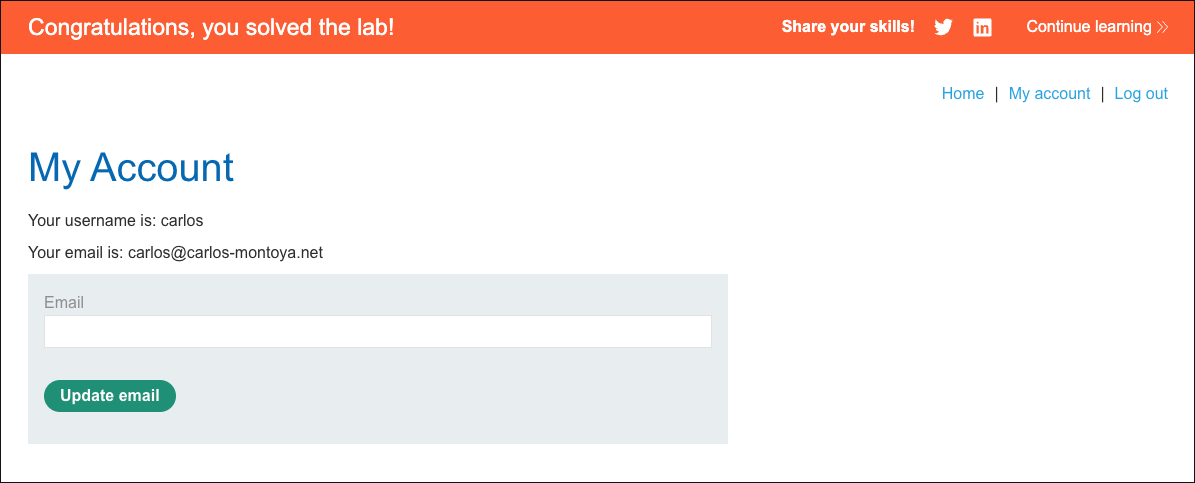 Congratulations, you solved the lab!
Share your skills!
Continue learning
Home | My account | Log out
My Account
Your username is: carlos
Your email is: carlos@carlos-montoya.net
Email
Update email